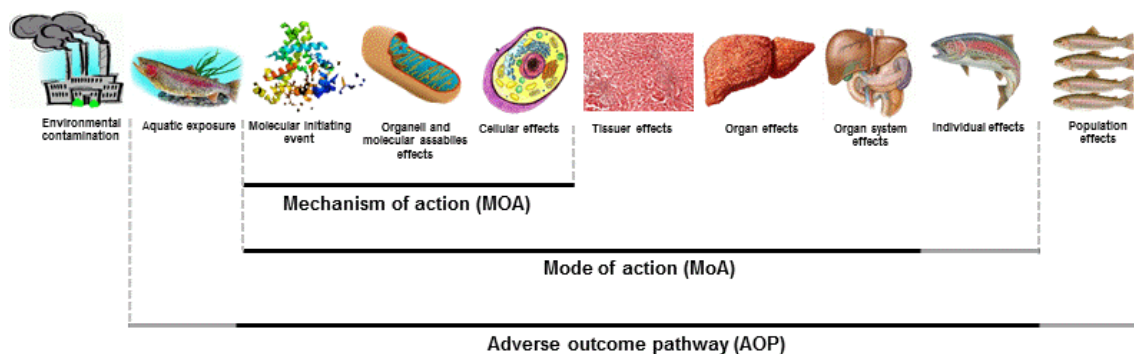 Environmental
contamination
Aquatic exposure
Molecular initiating
event
Organell and
molecular assablies
effects
Cellular effects
Tissuer effects
Organ effects
Organ system
effects
Individual effects
Population
effects
Mechanism of action (MOA)
Mode of action (MoA)
Adverse outcome pathway (AOP)